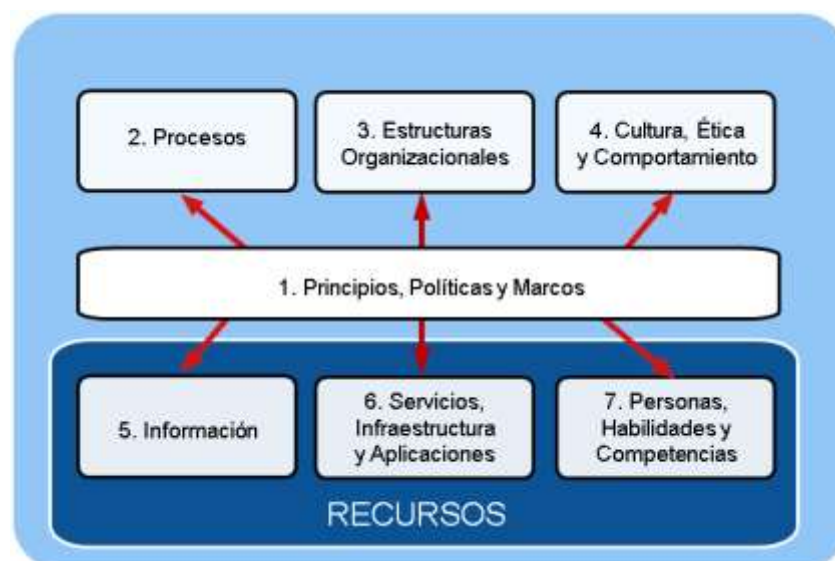 2. Procesos
3. Estructuras
Organizacionales
4. Cultura, Ética
y Comportamiento
1. Principios, Políticas y Marcos
5. Información
6. Servicios,
Infraestructura
y Aplicaciones
7. Personas,
Habilidades y
Competencias
RECURSOS